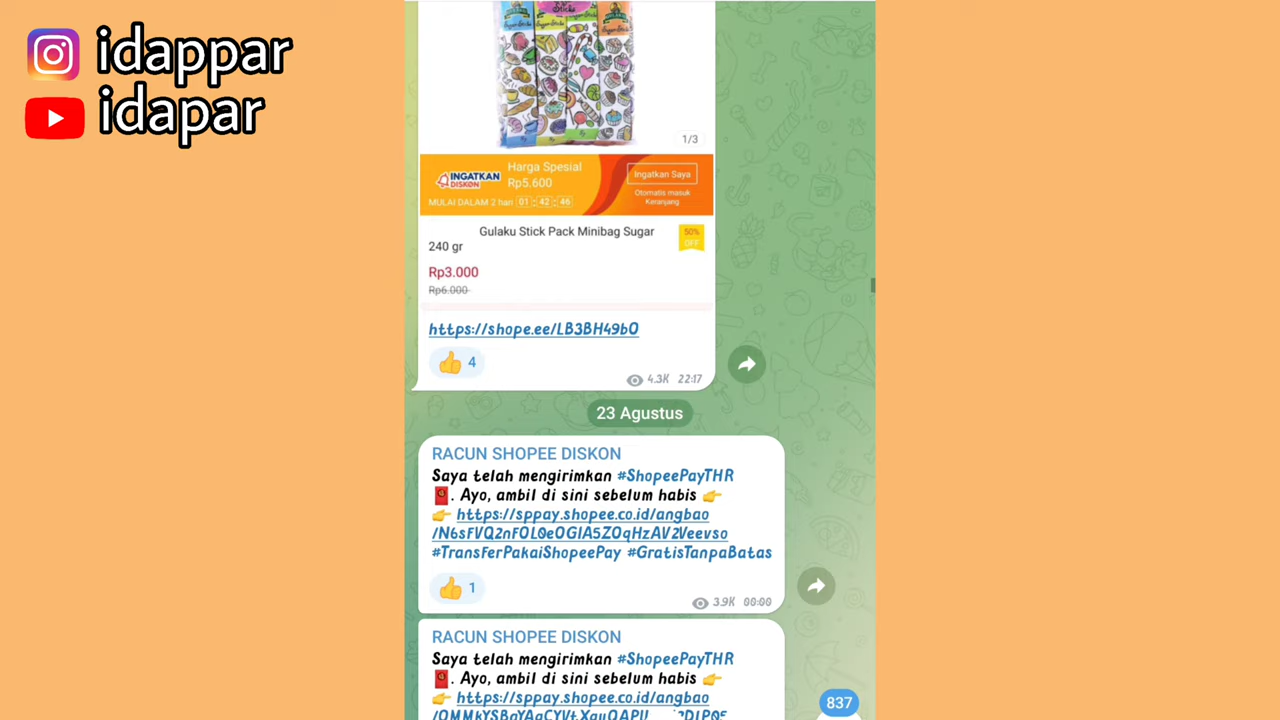 idappar
idapar
Sticks
1/3
INGATKAN DISKON
Harga Spesial
Rp5.600
MULAI DALAM 2 hari 01 : 42 : 46
Ingatkan Saya
Otomatis masuk
Keranjang
Gulaku Stick Pack Minibag Sugar
240 gr
50%
OFF
Rp3.000
Rp6.000
https://shope.ee/LB3BH49bO
👍 4
4.3K 22:17
23 Agustus
RACUN SHOPEE DISKON
Saya telah mengirimkan #ShopeePayTHR
🧧. Ayo, ambil di sini sebelum habis 👉
👉 https://sppay.shopee.co.id/angbao
/N6sFVQ2nFOL0eOGIA5ZOqHzAV2Veevso
#TransferPakaiShopeePay #GratisTanpaBatas
👍 1
3.9K 00:00
RACUN SHOPEE DISKON
Saya telah mengirimkan #ShopeePayTHR
🧧. Ayo, ambil di sini sebelum habis 👉
👉 https://sppay.shopee.co.id/angbao
837